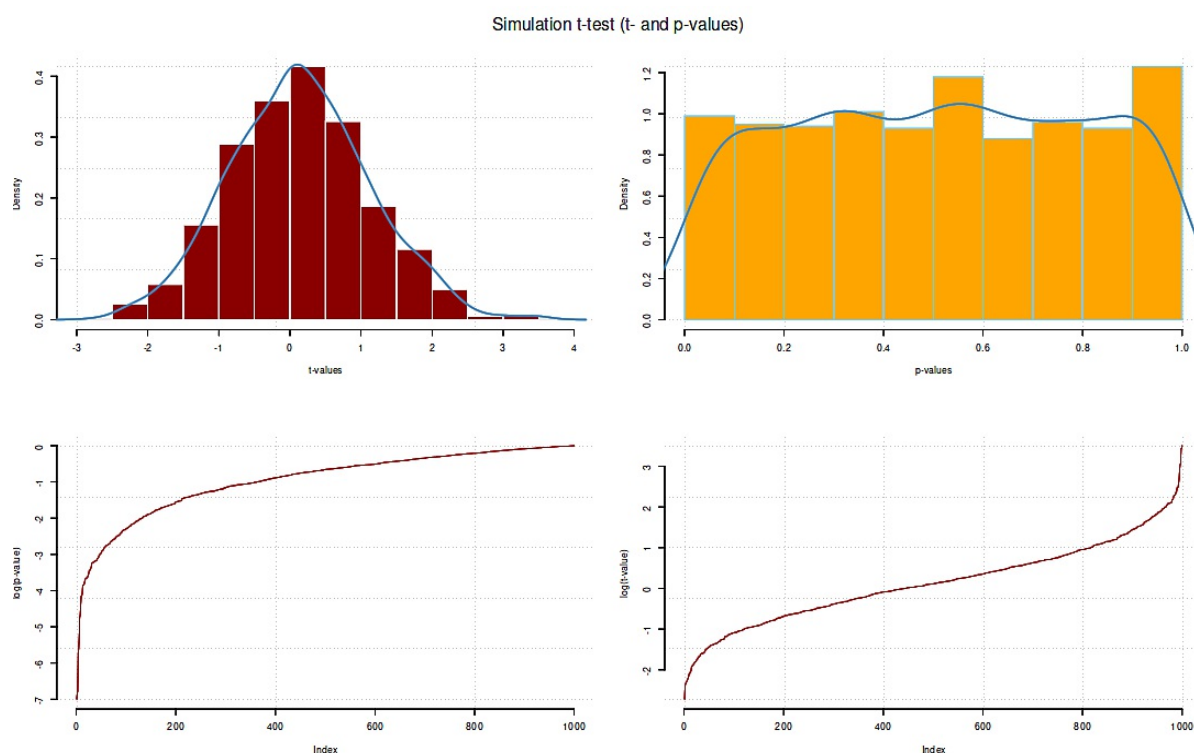 Simulation t-test (t- and p-values)
Density
0.0
0.1
0.2
0.3
0.4
-3 -2 -1 0 1 2 3 4
t-values
Density
0.0
0.2
0.4
0.6
0.8
1.0
1.2
0.0 0.2 0.4 0.6 0.8 1.0
p-values
log(p-value)
-7
-6
-5
-4
-3
-2
-1
0
0 200 400 600 800 1000
Index
log(t-value)
-2
-1
0
1
2
3
0 200 400 600 800 1000
Index